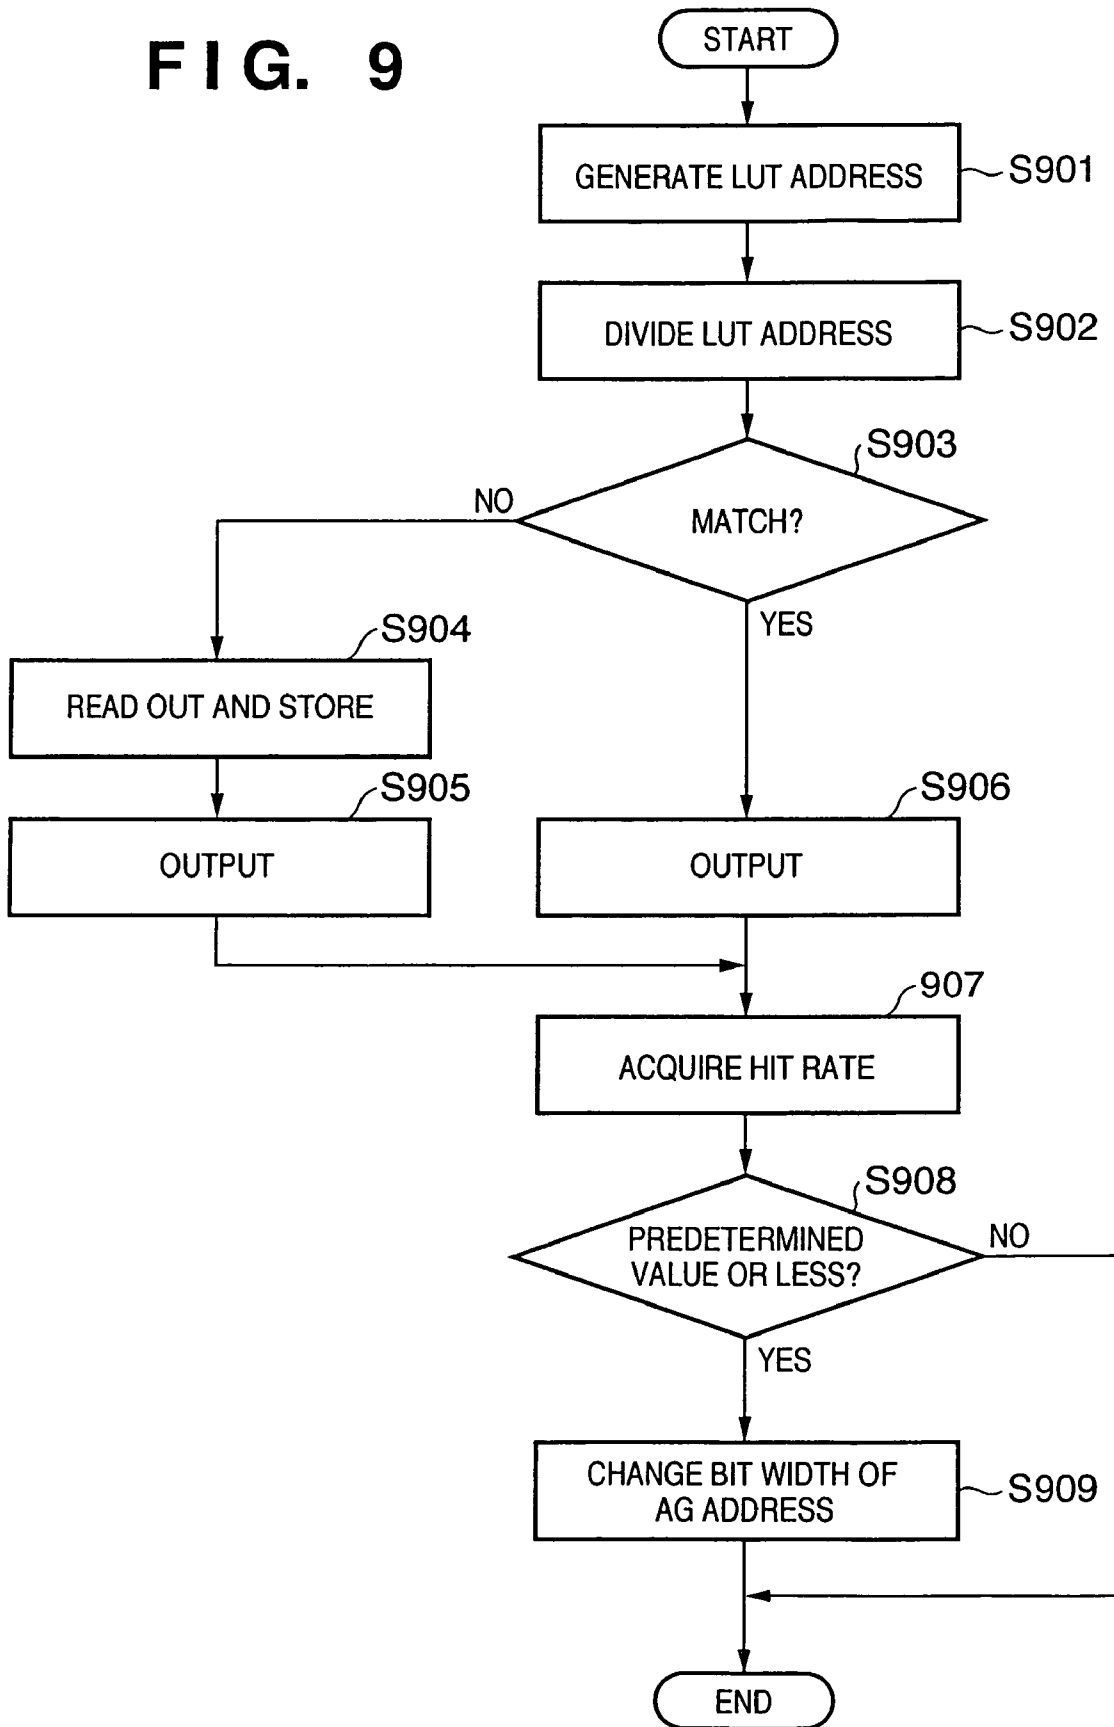 FIG. 9
START
GENERATE LUT ADDRESS
S901
DIVIDE LUT ADDRESS
S902
S903
MATCH?
NO
YES
S904
READ OUT AND STORE
S905
OUTPUT
S906
OUTPUT
907
ACQUIRE HIT RATE
S908
PREDETERMINED
VALUE OR LESS?
NO
YES
CHANGE BIT WIDTH OF
AG ADDRESS
S909
END